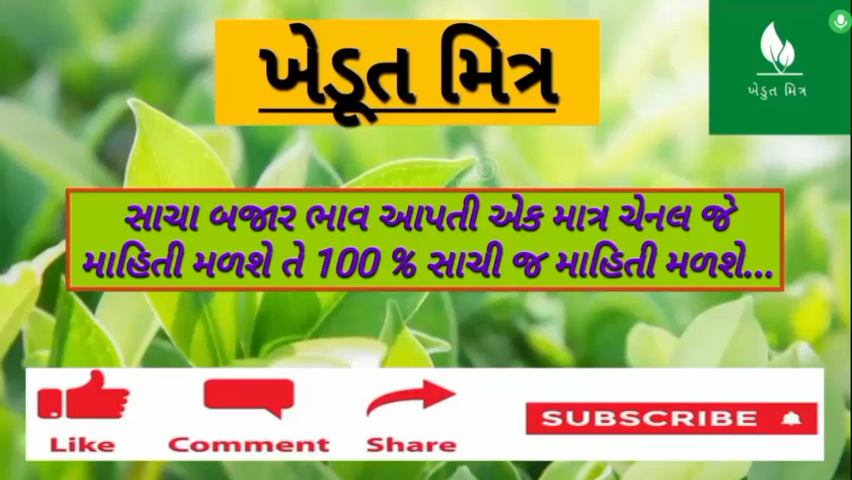 ખેડૂત મિત્ર
ખેડુત મિત્ર
સાચા બજાર ભાવ આપતી એક માત્ર ચેનલ જે
માહિતી મળશે તે 100 % સાચી જ માહિતી મળશે...
Like Comment Share SUBSCRIBE